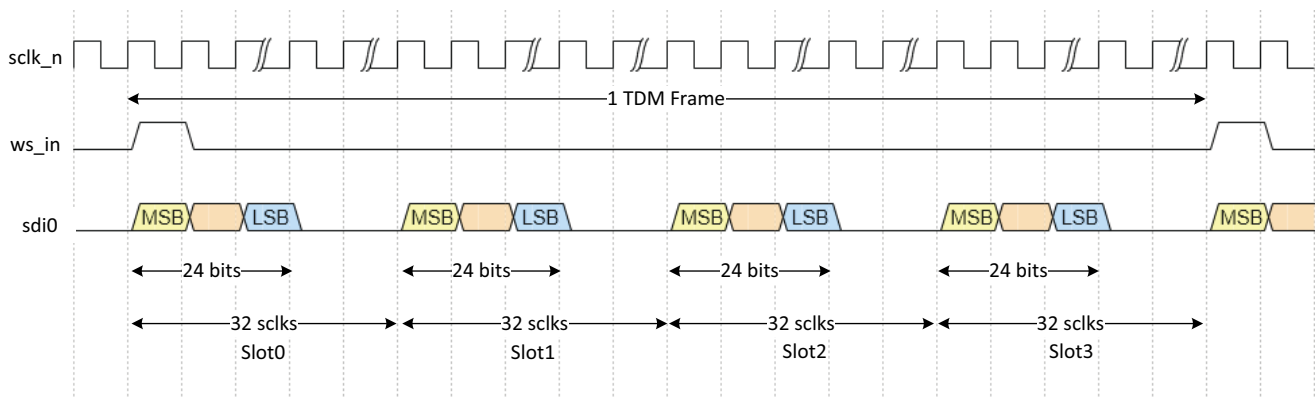 sclk_n
1 TDM Frame
ws_in
sdi0
MSB LSB MSB LSB MSB LSB MSB LSB MSB
24 bits 24 bits 24 bits 24 bits
32 sclks 32 sclks 32 sclks 32 sclks
Slot0 Slot1 Slot2 Slot3